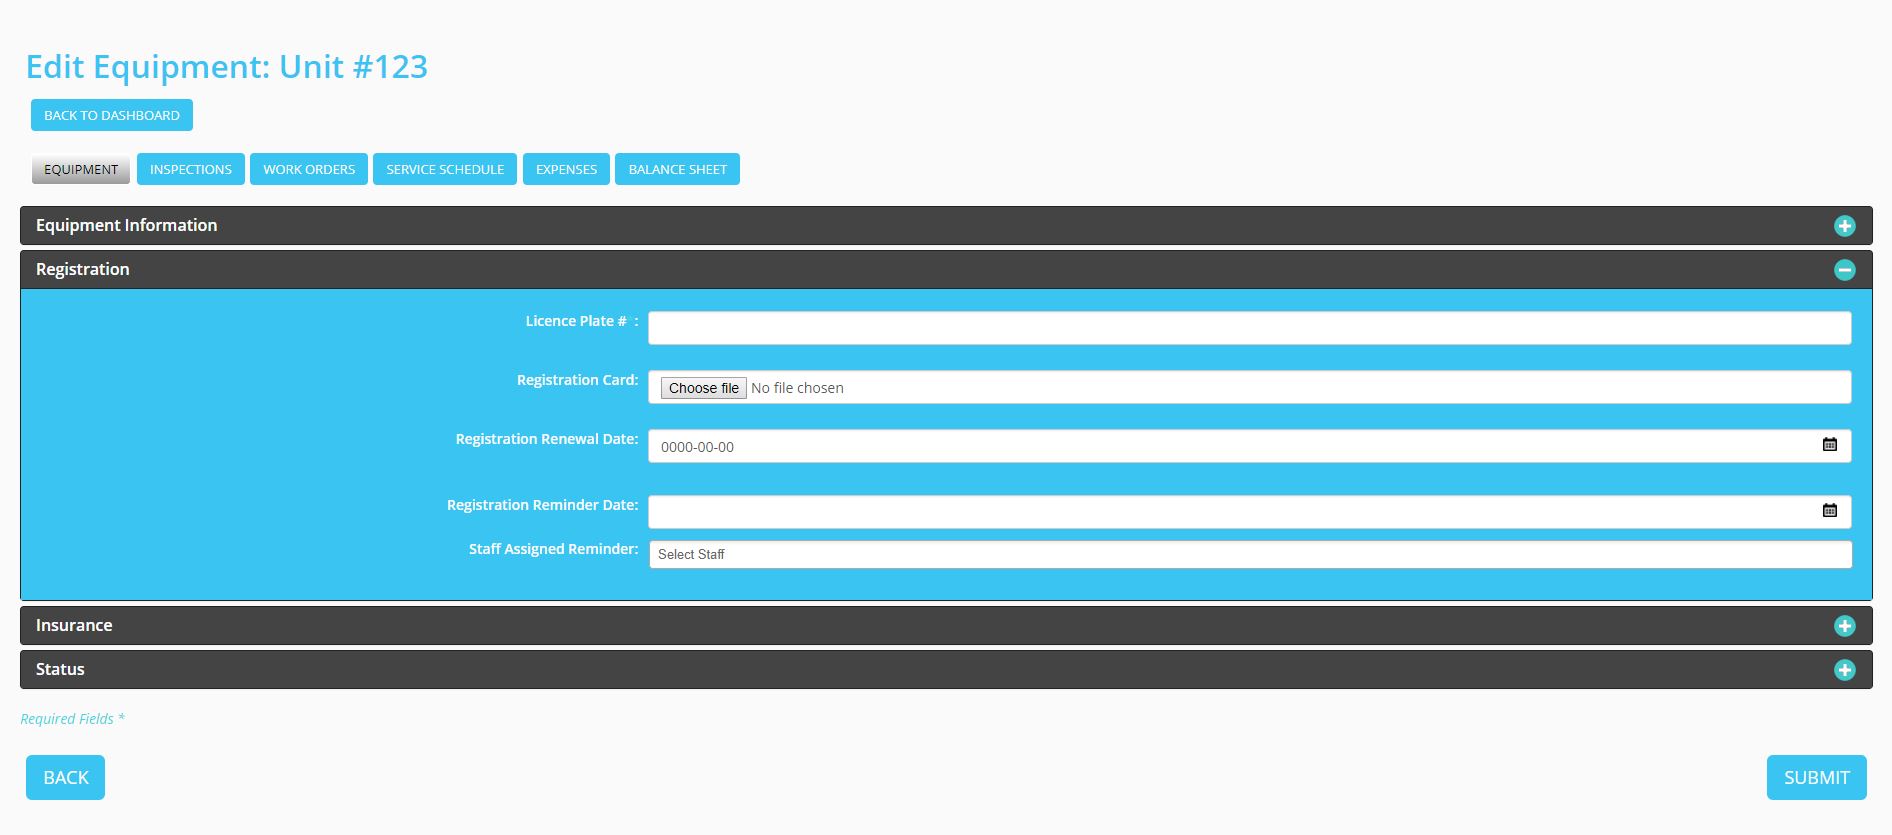 Edit Equipment: Unit #123
BACK TO DASHBOARD
EQUIPMENT INSPECTIONS WORK ORDERS SERVICE SCHEDULE EXPENSES BALANCE SHEET
Equipment Information
Registration
Licence Plate # :
Registration Card: Choose file No file chosen
Registration Renewal Date: 0000-00-00
Registration Reminder Date:
Staff Assigned Reminder: Select Staff
Insurance
Status
Required Fields *
BACK SUBMIT